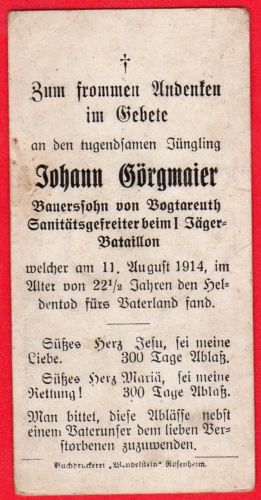 †
Zum frommen Andenken
im Gebete
an den tugendsamen Jüngling
Johann Görgmaier
Bauerssohn von Vogtareuth
Sanitätsgefreiter beim I Jäger-
Bataillon
welcher am 11. August 1914, im
Alter von 22 1/2 Jahren den Hel-
dentod fürs Vaterland fand.
Süßes Herz Jesu, sei meine
Liebe. 300 Tage Ablaß.
Süßes Herz Mariä, sei meine
Rettung! 300 Tage Ablaß.
Man bittet, diese Ablässe nebst
einem Vaterunser dem lieben Ver-
storbenen zuzuwenden.
Buchdruckerei „Wendelstein" Rosenheim.